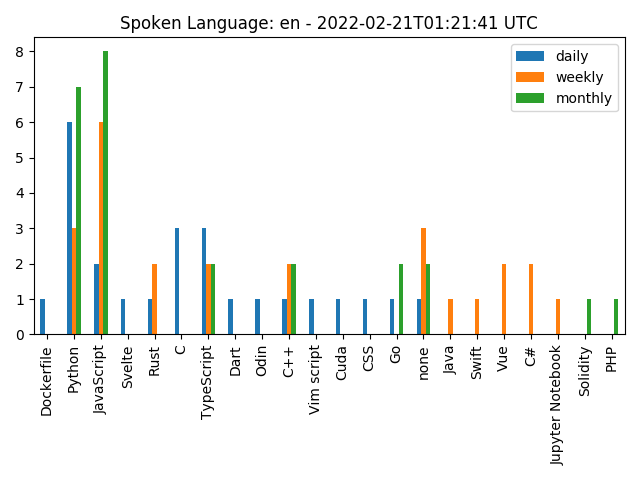 Spoken Language: en - 2022-02-21T01:21:41 UTC
daily
weekly
monthly
8
7
6
5
4
3
2
1
0
Dockerfile
Python
JavaScript
Svelte
Rust
C
TypeScript
Dart
Odin
C++
Vim script
Cuda
CSS
Go
none
Java
Swift
Vue
C#
Jupyter Notebook
Solidity
PHP